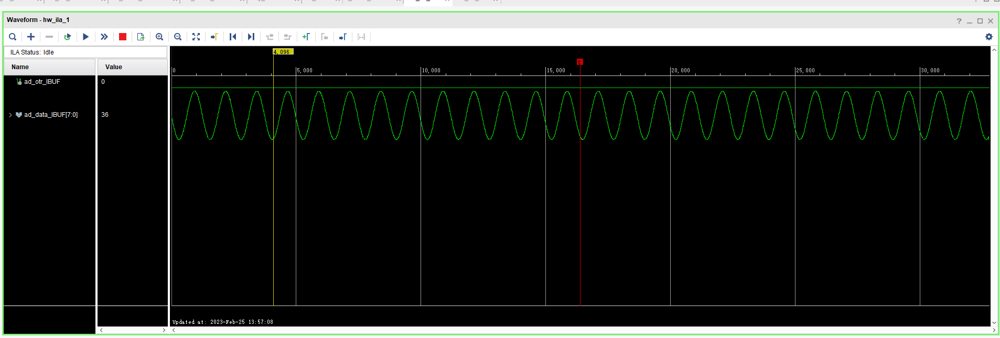 Waveform - hw_ila_1
ILA Status: Idle
Name Value
ad_otr_IBUF 0
ad_data_IBUF[7:0] 36
4,096
T
0 5,000 10,000 15,000 20,000 25,000 30,000
Updated at: 2023-Feb-25 13:57:08